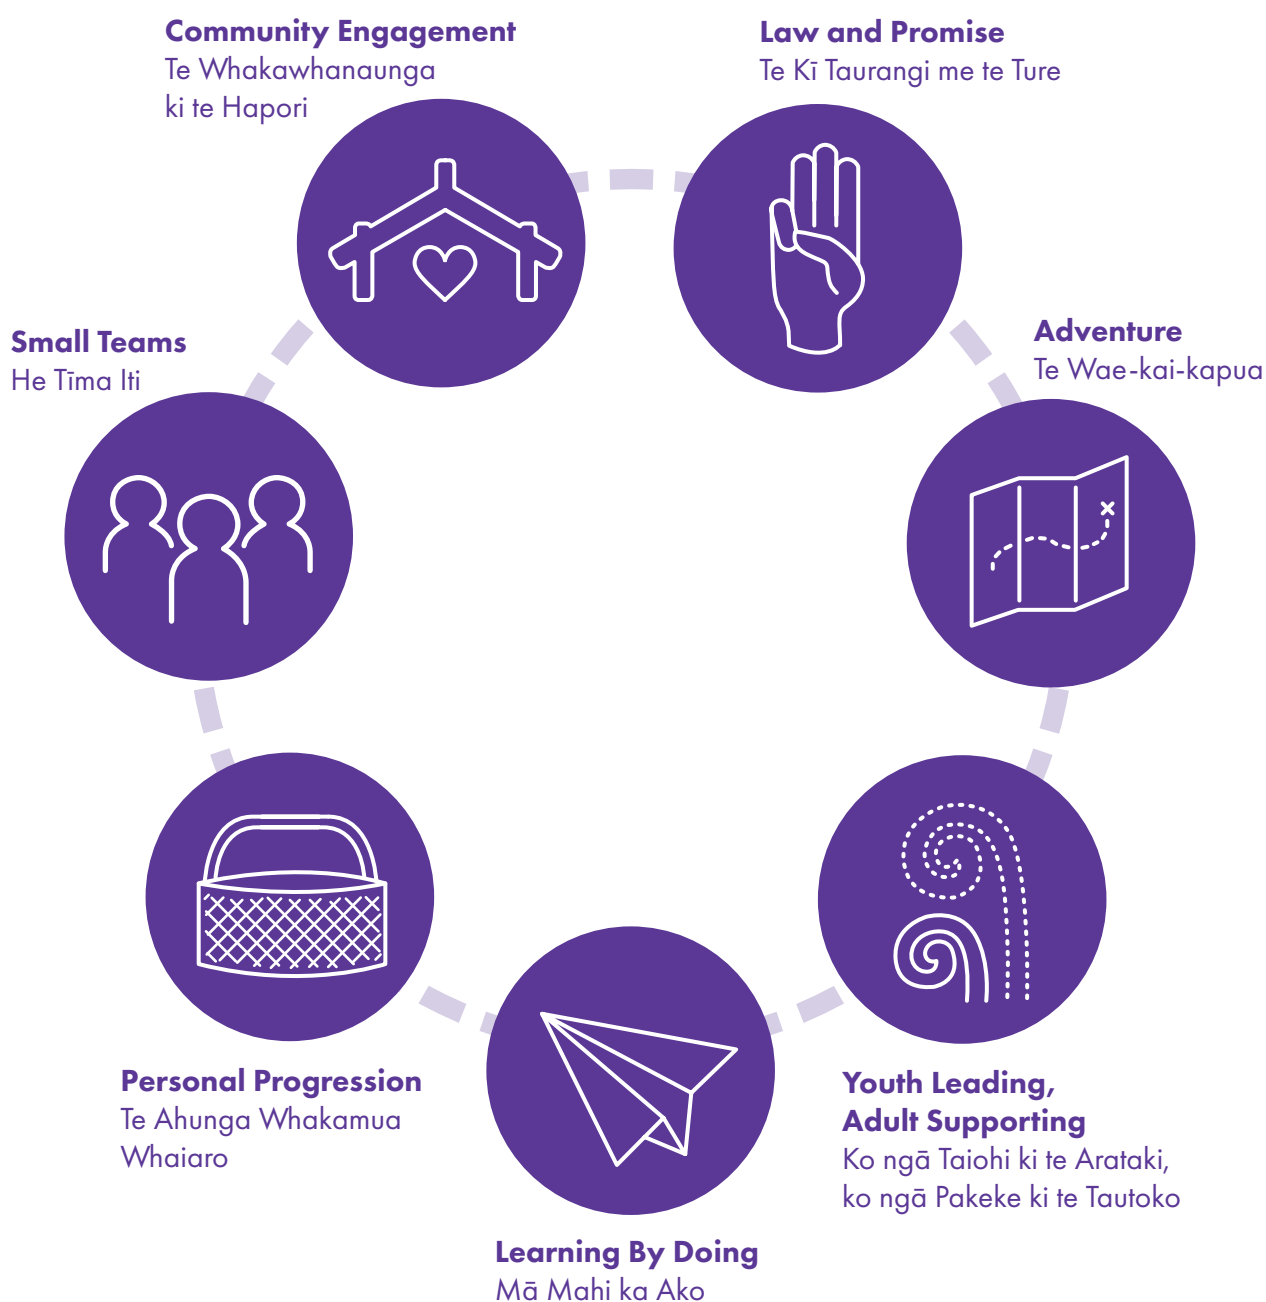 Community Engagement
Te Whakawhanaunga
ki te Hapori
Law and Promise
Te Kī Taurangi me te Ture
Adventure
Te Wae-kai-kapua
Small Teams
He Tīma Iti
Personal Progression
Te Ahunga Whakamua
Whaiaro
Youth Leading,
Adult Supporting
Ko ngā Taiohi ki te Arataki,
ko ngā Pakeke ki te Tautoko
Learning By Doing
Mā Mahi ka Ako